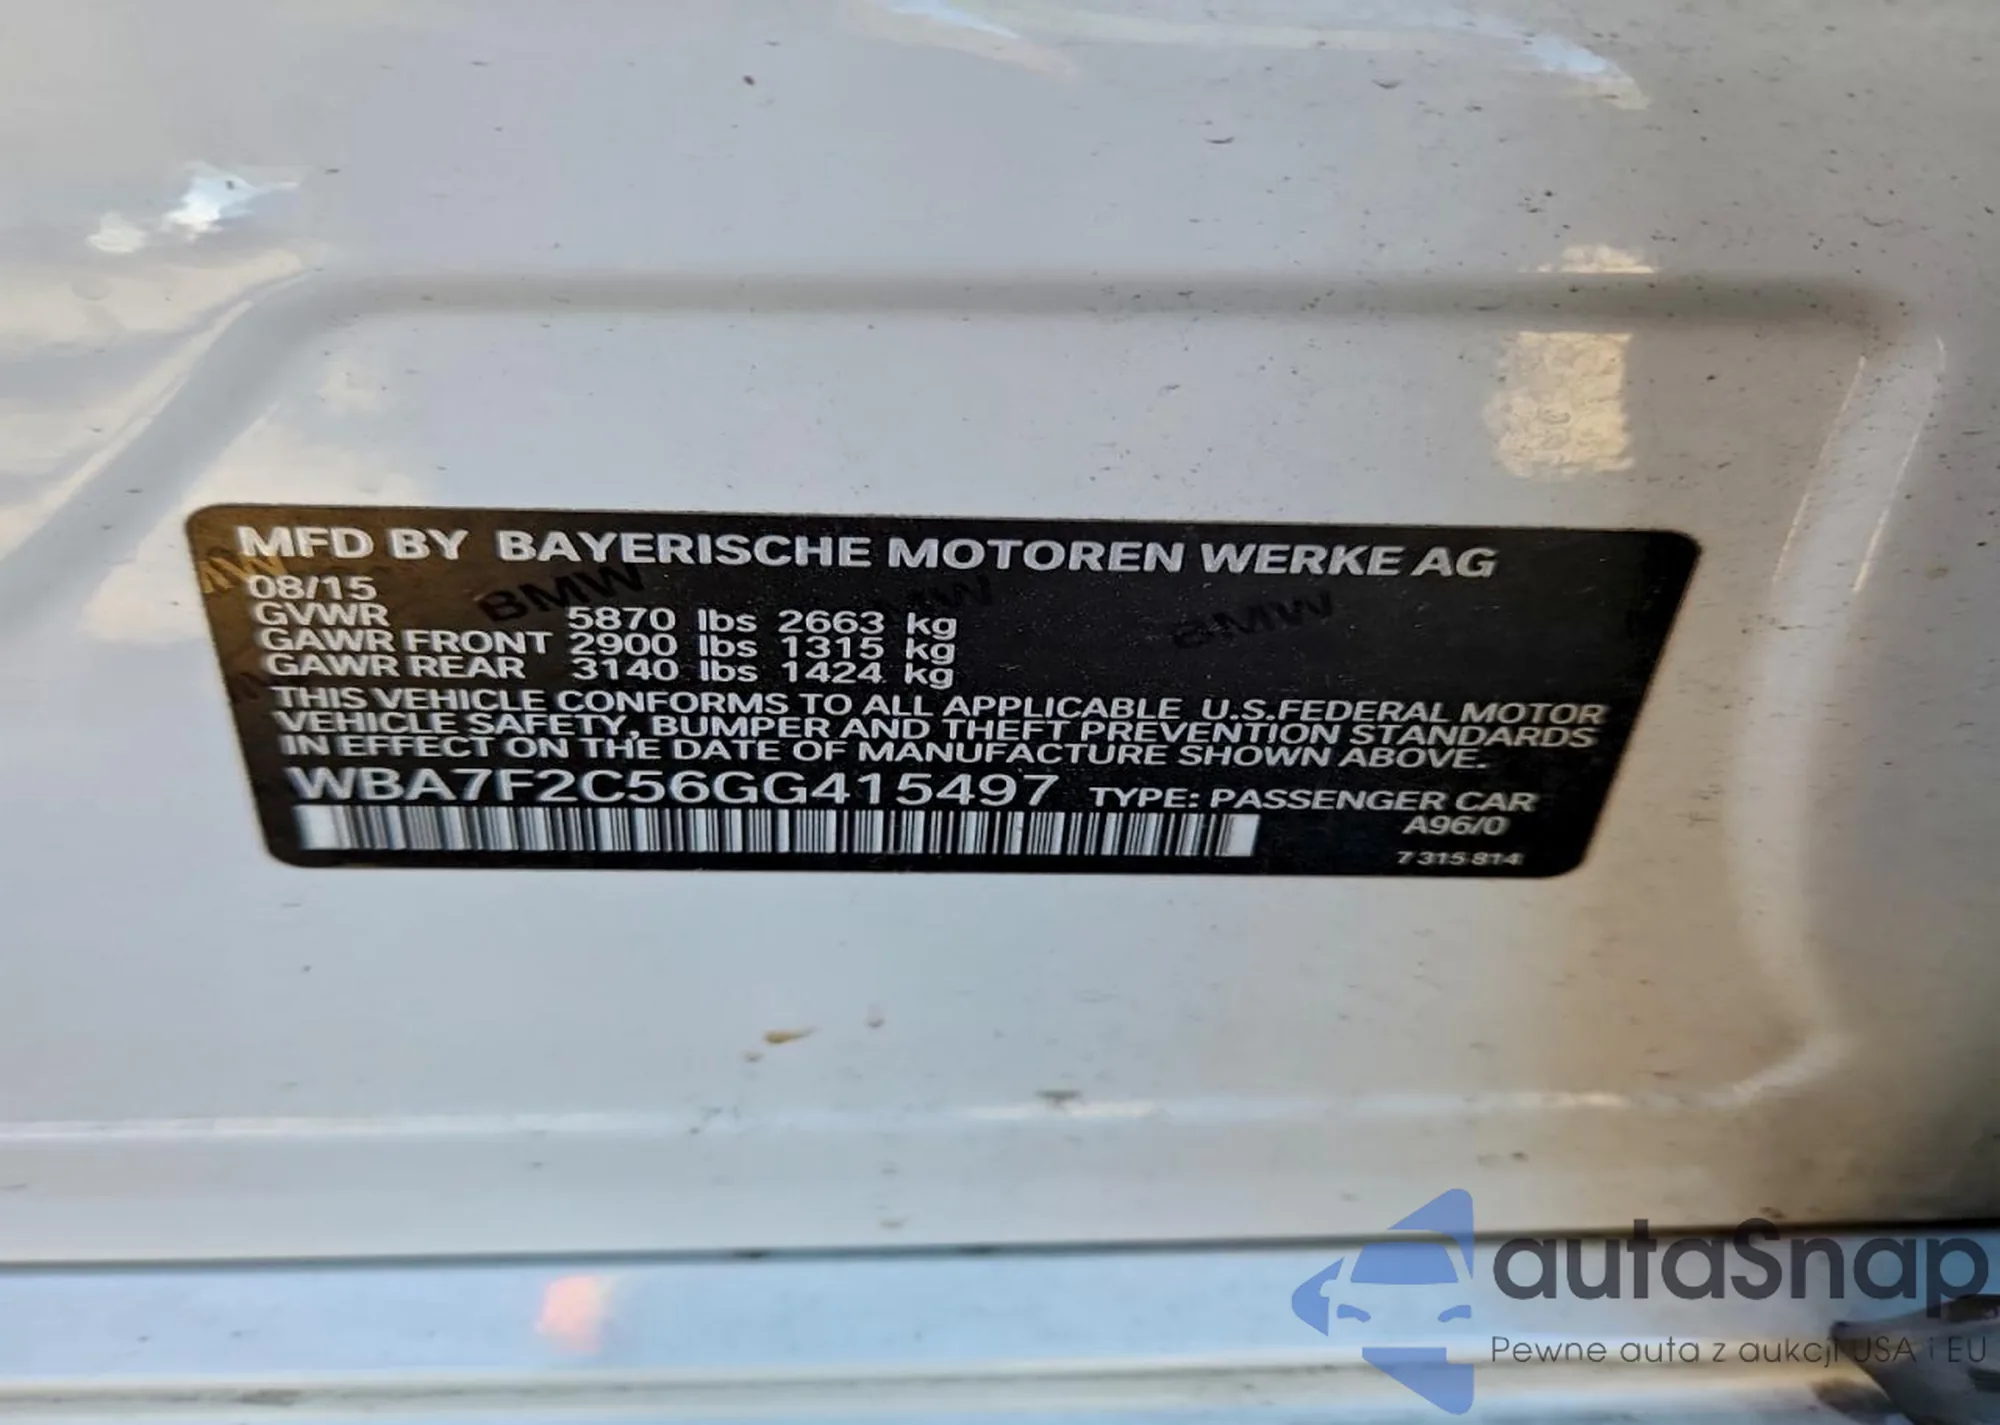 MFD BY BAYERISCHE MOTOREN WERKE AG
08/15
GVWR 5870 lbs 2663 kg
GAWR FRONT 2900 lbs 1315 kg
GAWR REAR 3140 lbs 1424 kg
THIS VEHICLE CONFORMS TO ALL APPLICABLE U.S.FEDERAL MOTOR
VEHICLE SAFETY, BUMPER AND THEFT PREVENTION STANDARDS
IN EFFECT ON THE DATE OF MANUFACTURE SHOWN ABOVE.
WBA7F2C56GG415497 TYPE: PASSENGER CAR
A96/0
7 315 814
BMW
BMW
autaSnap
Pewne auta z aukcji USA i EU